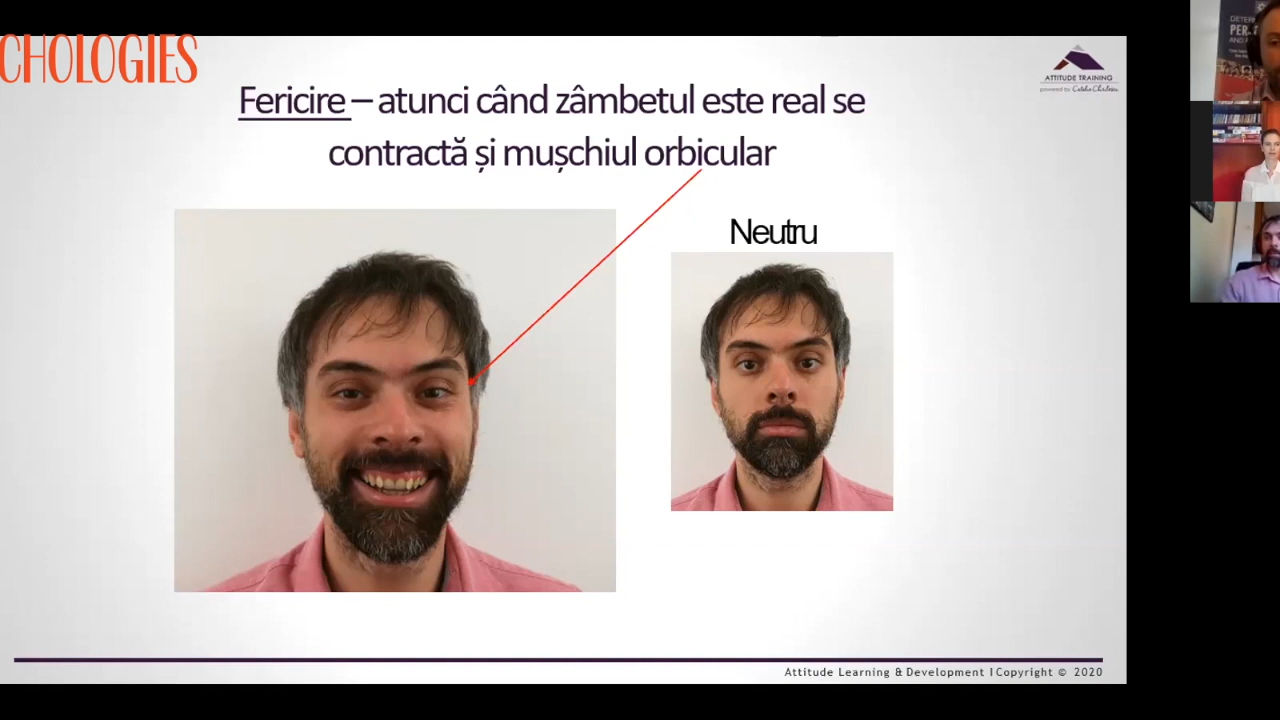 CHOLOGIES
ATTITUDE TRAINING
Fericire – atunci când zâmbetul este real se
contractă și mușchiul orbicular
Neutru
Attitude Learning & Development I Copyright © 2020